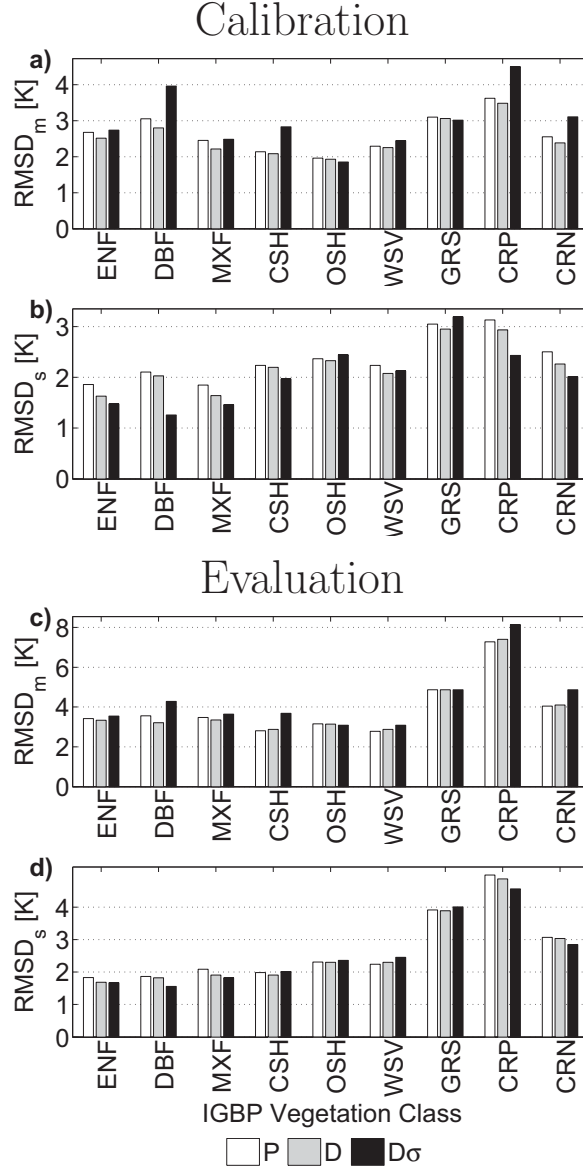 Calibration
a)
RMSD_m [K]
4
3
2
1
0
ENF DBF MXF CSH OSH WSV GRS CRP CRN
b)
RMSD_s [K]
3
2
1
0
ENF DBF MXF CSH OSH WSV GRS CRP CRN
Evaluation
c)
RMSD_m [K]
8
6
4
2
0
ENF DBF MXF CSH OSH WSV GRS CRP CRN
d)
RMSD_s [K]
4
3
2
1
0
ENF DBF MXF CSH OSH WSV GRS CRP CRN
IGBP Vegetation Class
P D Dσ